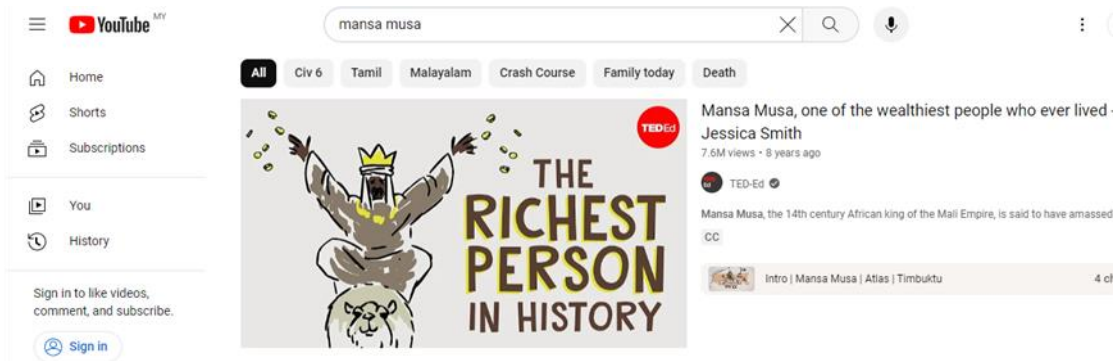 YouTube MY
mansa musa
Home
Shorts
Subscriptions
You
History
Sign in to like videos,
comment, and subscribe.
Sign in
All Civ 6 Tamil Malayalam Crash Course Family today Death
TED Ed
THE
RICHEST
PERSON
IN HISTORY
Mansa Musa, one of the wealthiest people who ever lived -
Jessica Smith
7.6M views • 8 years ago
TED-Ed
Mansa Musa, the 14th century African king of the Mali Empire, is said to have amassed
CC
Intro | Mansa Musa | Atlas | Timbuktu 4 ch